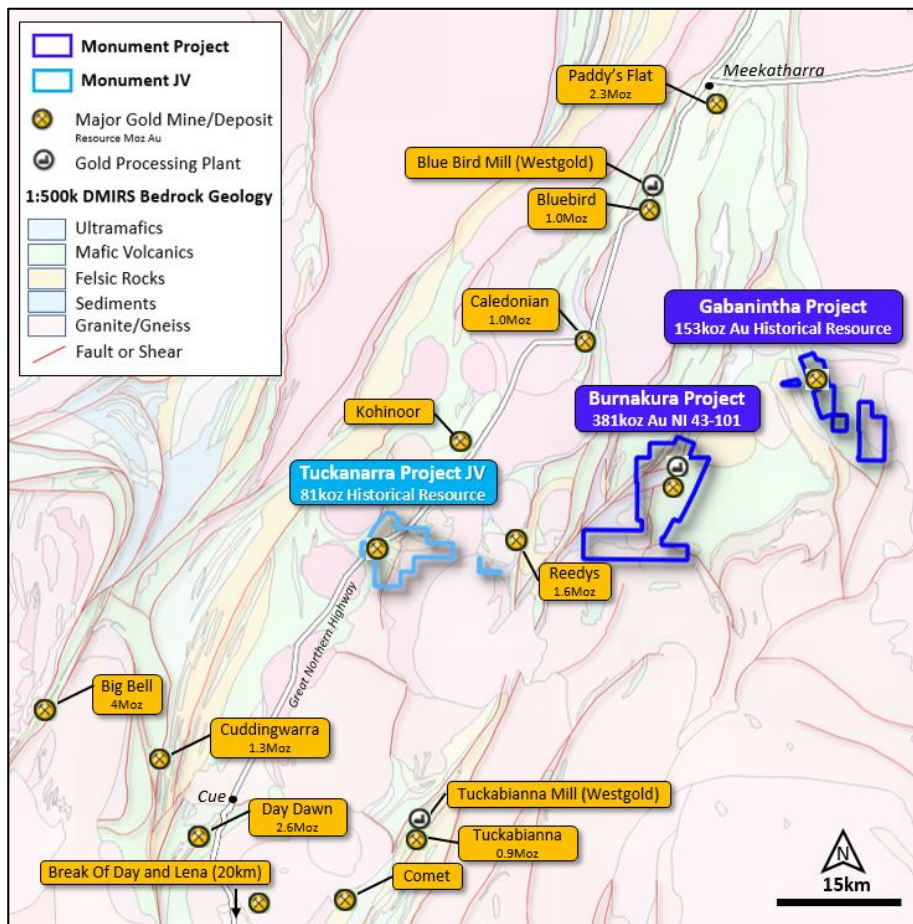 Monument Project
Monument JV
Major Gold Mine/Deposit
Resource Moz Au
Gold Processing Plant
1:500k DMIRS Bedrock Geology
Ultramafics
Mafic Volcanics
Felsic Rocks
Sediments
Granite/Gneiss
Fault or Shear
Paddy's Flat
2.3Moz
Meekatharra
Blue Bird Mill (Westgold)
Bluebird
1.0Moz
Caledonian
1.0Moz
Gabanintha Project
153koz Au Historical Resource
Kohinoor
Burnakura Project
381koz Au NI 43-101
Tuckanarra Project JV
81koz Historical Resource
Reedys
1.6Moz
Great Northern Highway
Big Bell
4Moz
Cuddingwarra
1.3Moz
Cue
Day Dawn
2.6Moz
Tuckabianna Mill (Westgold)
Tuckabianna
0.9Moz
Break Of Day and Lena (20km)
Comet
N
15km